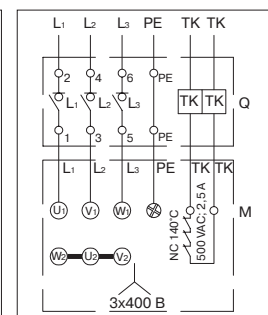 L1 L2 L3 PE TK TK
2 4 6 PE
L1 L2 L3 TK TK Q
1 3 5 PE
L1 L2 L3 PE TK TK
U1 V1 W1 M
NC 140°C
500 VAC; 2,5 A
W2 U2 V2
3x400 B